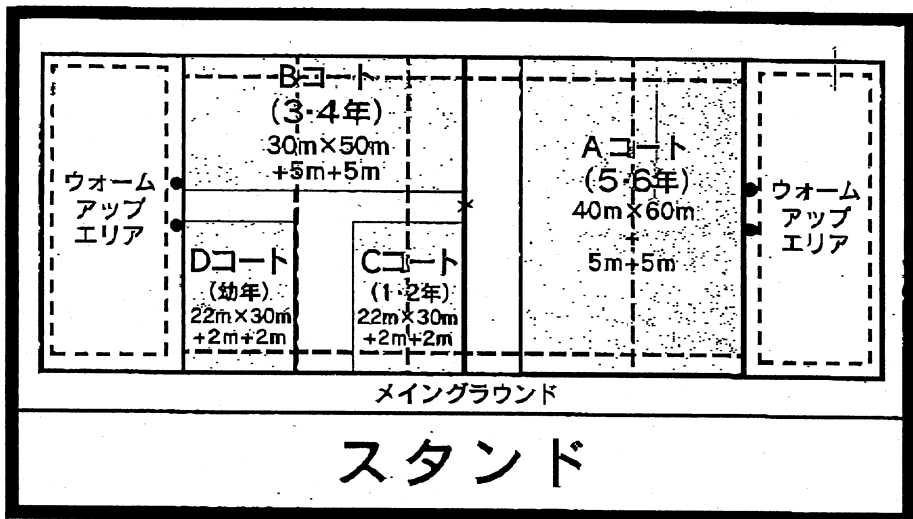 Bコート
(3·4年)
30m×50m
+5m+5m
Aコート
(5·6年)
40m×60m
+
5m+5m
ウォーム
アップ
エリア
ウォーム
アップ
エリア
Dコート
(幼年)
22m×30m
+2m+2m
Cコート
(1·2年)
22m×30m
+2m+2m
メイングラウンド
スタンド